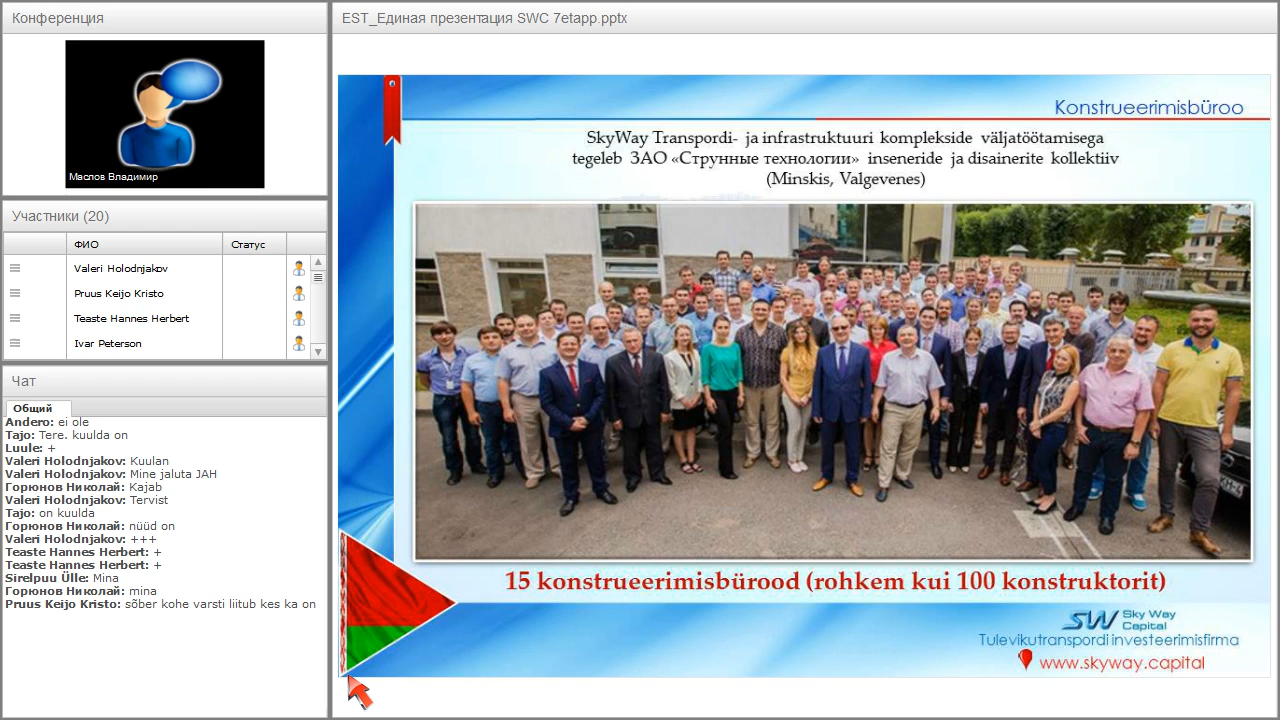 Конференция
Маслов Владимир
Участники (20)
ФИО
Статус
Valeri Holodnjakov
Pruus Keijo Kristo
Teaste Hannes Herbert
Ivar Peterson
Чат
Общий
Andero: ei ole
Tajo: Tere. kuulda on
Luule: +
Valeri Holodnjakov: Kuulan
Valeri Holodnjakov: Mine jaluta JAH
Горюнов Николай: Kajab
Valeri Holodnjakov: Tervist
Tajo: on kuulda
Горюнов Николай: nüüd on
Valeri Holodnjakov: +++
Teaste Hannes Herbert: +
Teaste Hannes Herbert: +
Sirelpuu Ülle: Mina
Горюнов Николай: mina
Pruus Keijo Kristo: sõber kohe varsti liitub kes ka on
EST_Единая презентация SWC 7etapp.pptx
Konstrueerimisbüroo
SkyWay Transpordi- ja infrastruktuuri komplekside väljatöötamisega
tegeleb ЗАО «Струнные технологии» inseneride ja disainerite kollektiiv
(Minskis, Valgevenes)
15 konstrueerimisbürood (rohkem kui 100 konstruktorit)
SW Sky Way
Capital
Tulevikutranspordi investeerimisfirma
www.skyway.capital